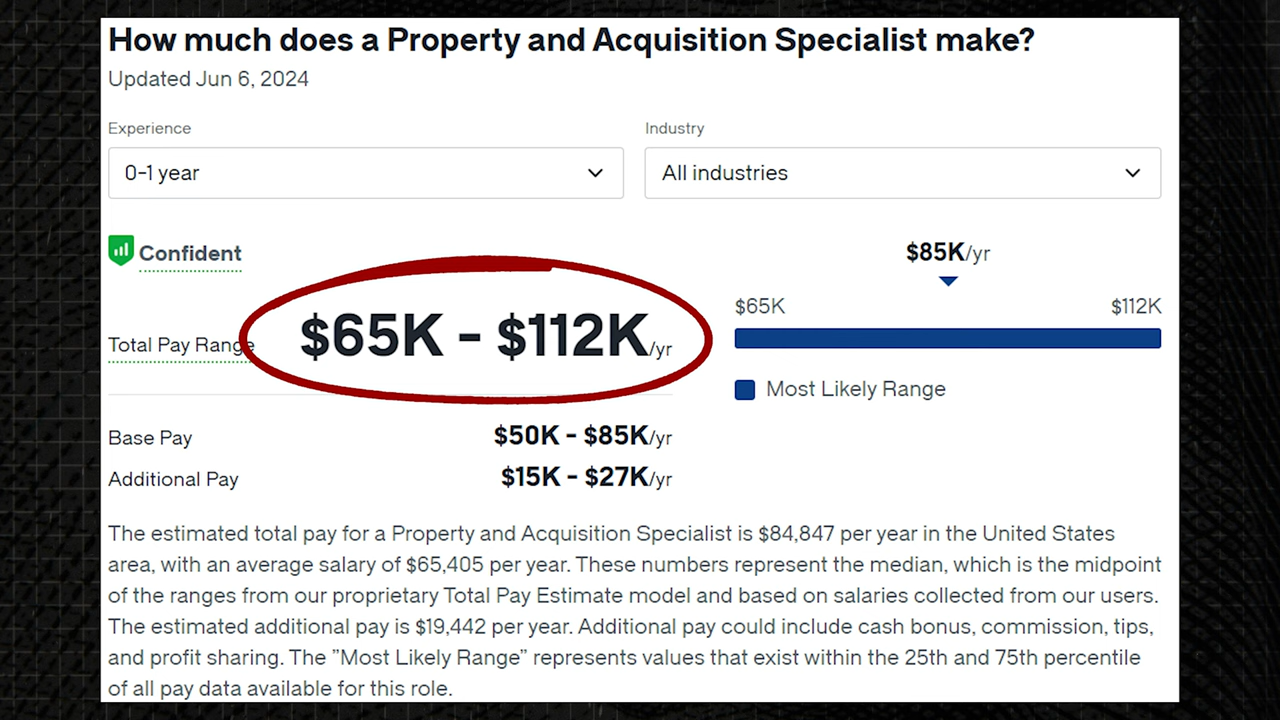 How much does a Property and Acquisition Specialist make?
Updated Jun 6, 2024
Experience
Industry
0-1 year
All industries
Confident
$85K/yr
$65K
$112K
Total Pay Range
$65K - $112K/yr
Most Likely Range
Base Pay
$50K - $85K/yr
Additional Pay
$15K - $27K/yr
The estimated total pay for a Property and Acquisition Specialist is $84,847 per year in the United States
area, with an average salary of $65,405 per year. These numbers represent the median, which is the midpoint
of the ranges from our proprietary Total Pay Estimate model and based on salaries collected from our users.
The estimated additional pay is $19,442 per year. Additional pay could include cash bonus, commission, tips,
and profit sharing. The ”Most Likely Range” represents values that exist within the 25th and 75th percentile
of all pay data available for this role.